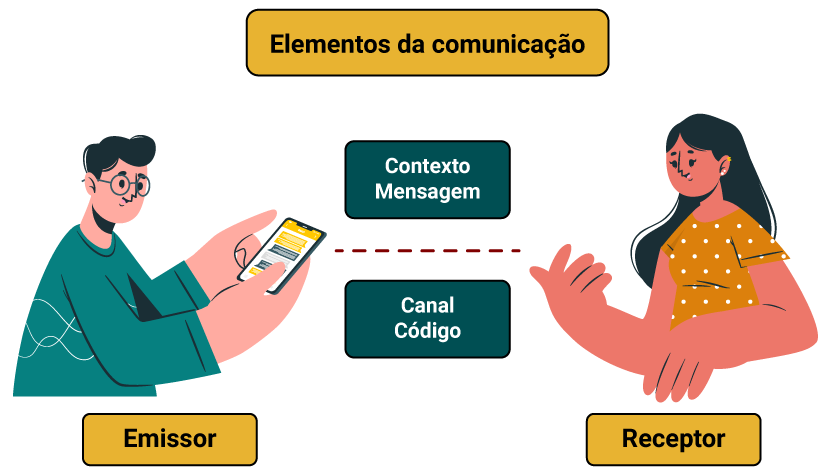 Elementos da comunicação
Contexto
Mensagem
Canal
Código
Emissor
Receptor